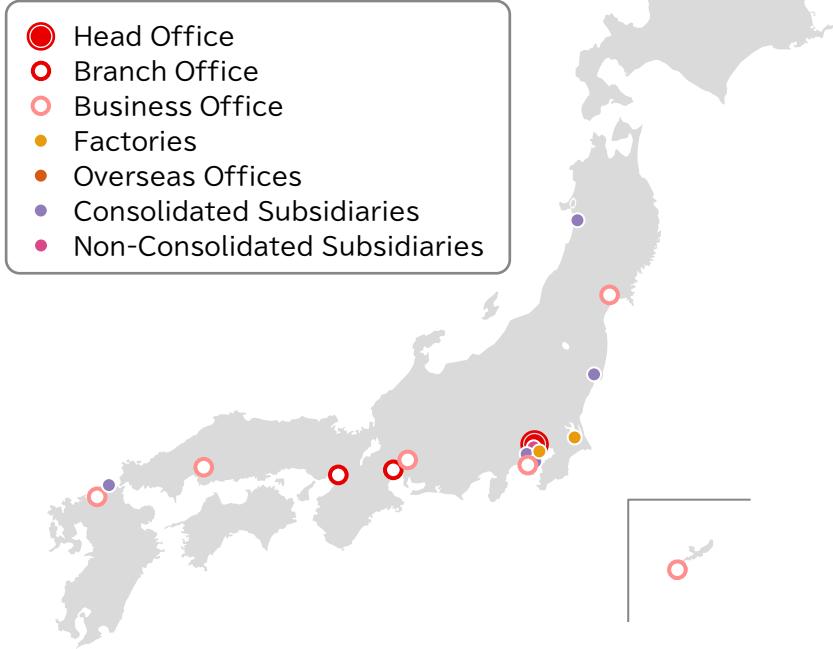 Head Office
Branch Office
Business Office
Factories
Overseas Offices
Consolidated Subsidiaries
Non-Consolidated Subsidiaries